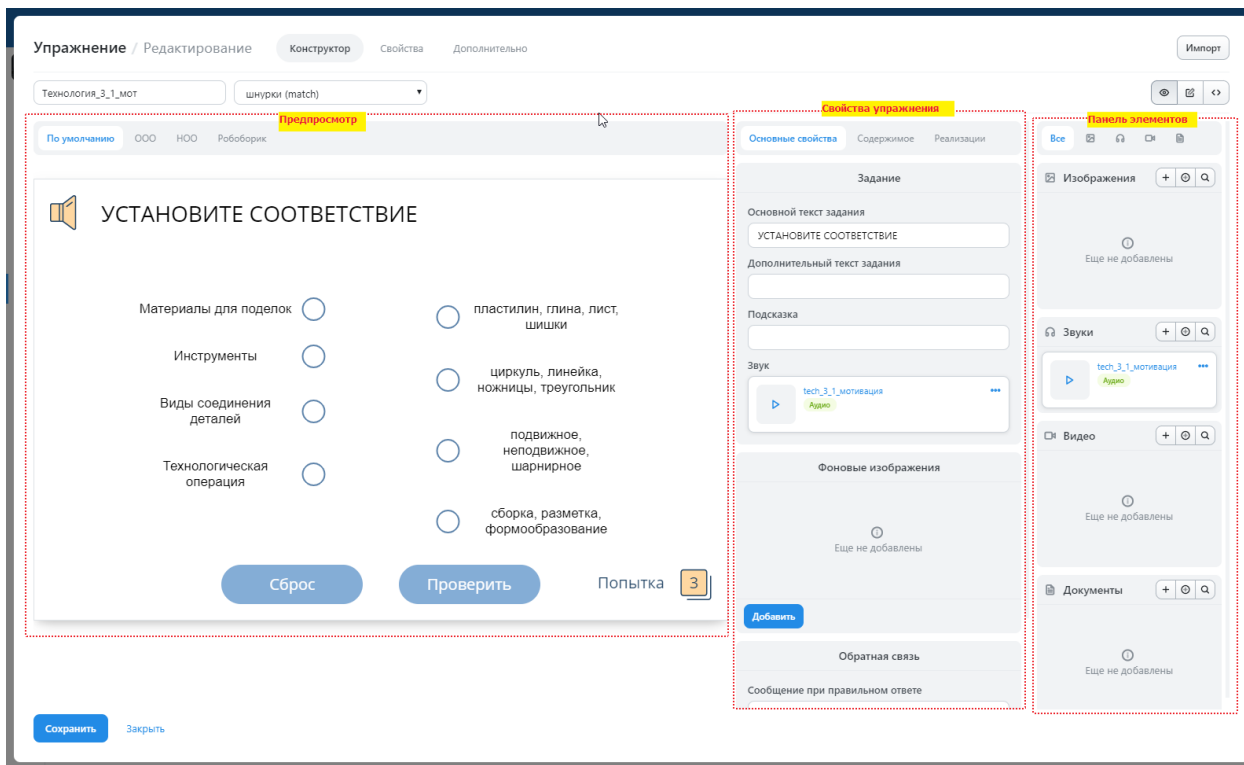 Упражнение / Редактирование Конструктор Свойства Дополнительно Импорт
Технология_3_1_мот шнурки (match)
Предпросмотр
По умолчанию ООО НОО Робоборик
УСТАНОВИТЕ СООТВЕТСТВИЕ
Материалы для поделок
Инструменты
Виды соединения
деталей
Технологическая
операция
пластилин, глина, лист,
шишки
циркуль, линейка,
ножницы, треугольник
подвижное,
неподвижное,
шарнирное
сборка, разметка,
формообразование
Сброс Проверить Попытка 3
Свойства упражнения
Основные свойства Содержимое Реализации
Задание
Основной текст задания
УСТАНОВИТЕ СООТВЕТСТВИЕ
Дополнительный текст задания
Подсказка
Звук
tech_3_1_мотивация
Аудио
Фоновые изображения
Еще не добавлены
Добавить
Обратная связь
Сообщение при правильном ответе
Панель элементов
Все
Изображения
Еще не добавлены
Звуки
tech_3_1_мотивация
Аудио
Видео
Еще не добавлены
Документы
Еще не добавлены
Сохранить Закрыть